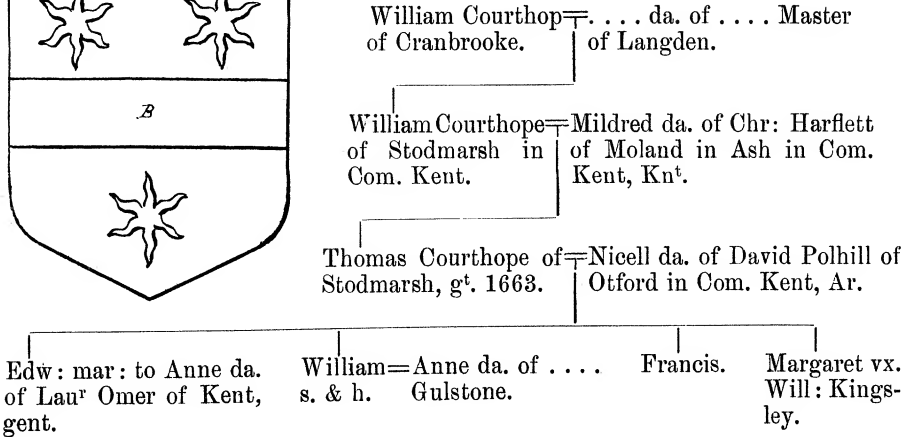 William Courthop=. . . . da. of . . . . Master
of Cranbrooke. of Langden.
B
William Courthope=Mildred da. of Chr: Harflett
of Stodmarsh in of Moland in Ash in Com.
Com. Kent. Kent, Knᵗ.
Thomas Courthope of=Nicell da. of David Polhill of
Stodmarsh, gᵗ. 1663. Otford in Com. Kent, Ar.
Edw: mar: to Anne da.
of Lauʳ Omer of Kent,
gent.
William=Anne da. of . . . .
s. & h. Gulstone.
Francis.
Margaret vx.
Will: Kings-
ley.